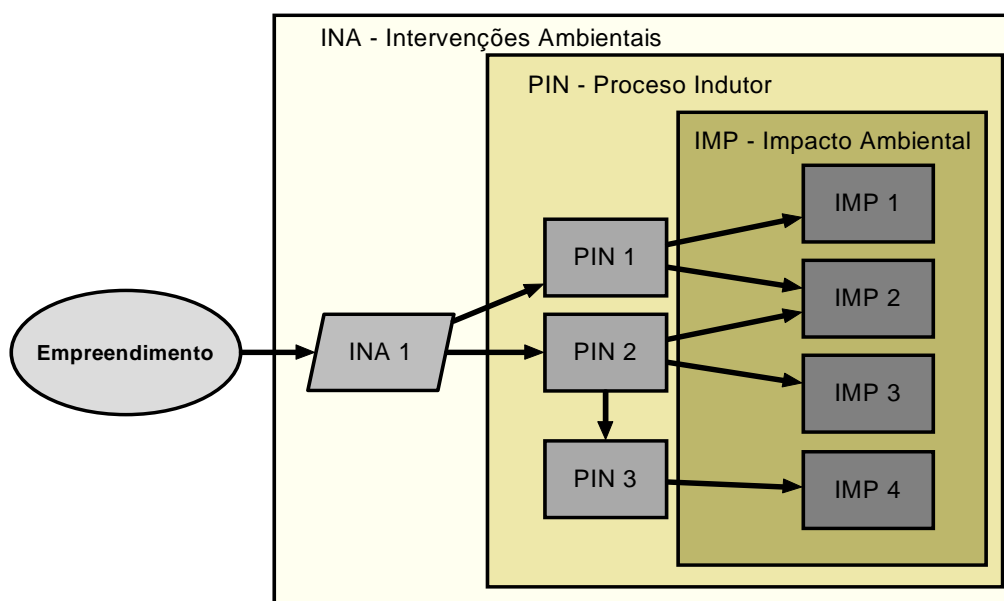 INA - Intervenções Ambientais
PIN - Proceso Indutor
IMP - Impacto Ambiental
IMP 1
PIN 1
IMP 2
Empreendimento
INA 1
PIN 2
IMP 3
PIN 3
IMP 4